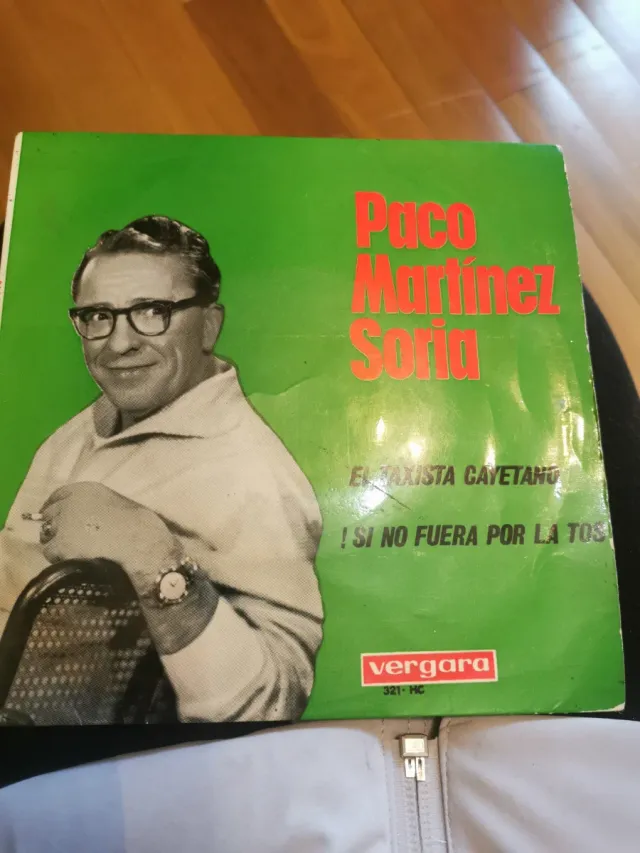 Paco
Martínez
Soria
EL TAXISTA CAYETANO
! SI NO FUERA POR LA TOS
vergara
321-HC